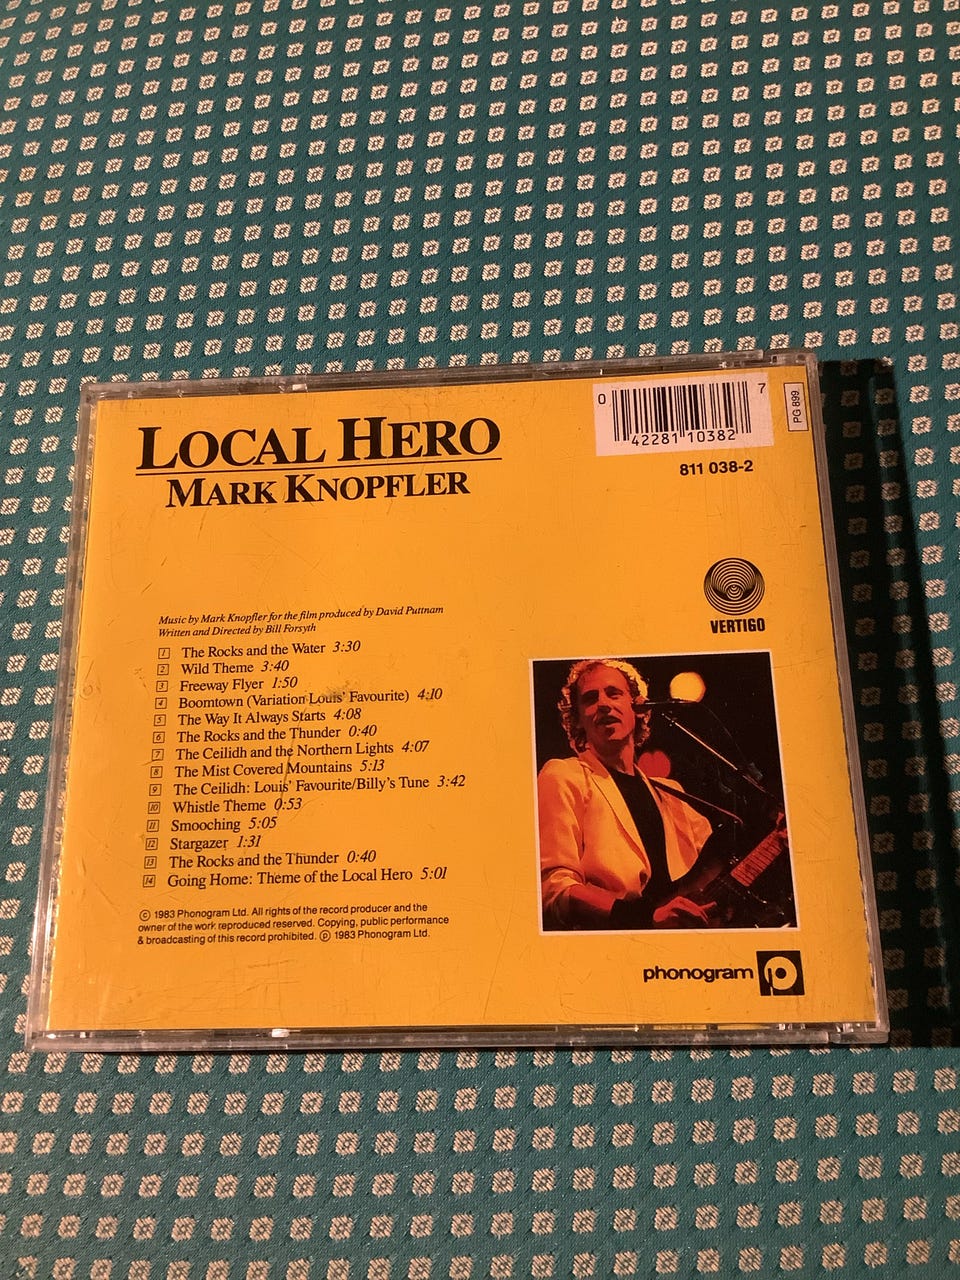 LOCAL HERO
MARK KNOPFLER
0 42281 10382 7
PG 899
811 038-2
VERTIGO
Music by Mark Knopfler for the film produced by David Puttnam
Written and Directed by Bill Forsyth
1 The Rocks and the Water 3:30
2 Wild Theme 3:40
3 Freeway Flyer 1:50
4 Boomtown (Variation Louis' Favourite) 4:10
5 The Way It Always Starts 4:08
6 The Rocks and the Thunder 0:40
7 The Ceilidh and the Northern Lights 4:07
8 The Mist Covered Mountains 5:13
9 The Ceilidh: Louis' Favourite/Billy's Tune 3:42
10 Whistle Theme 0:53
11 Smooching 5:05
12 Stargazer 1:31
13 The Rocks and the Thunder 0:40
14 Going Home: Theme of the Local Hero 5:01
© 1983 Phonogram Ltd. All rights of the record producer and the
owner of the work reproduced reserved. Copying, public performance
& broadcasting of this record prohibited. ℗ 1983 Phonogram Ltd.
phonogram p